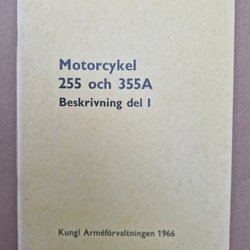 Motorcykel
255 och 355A
Beskrivning del I
Kungl Arméförvaltningen 1966